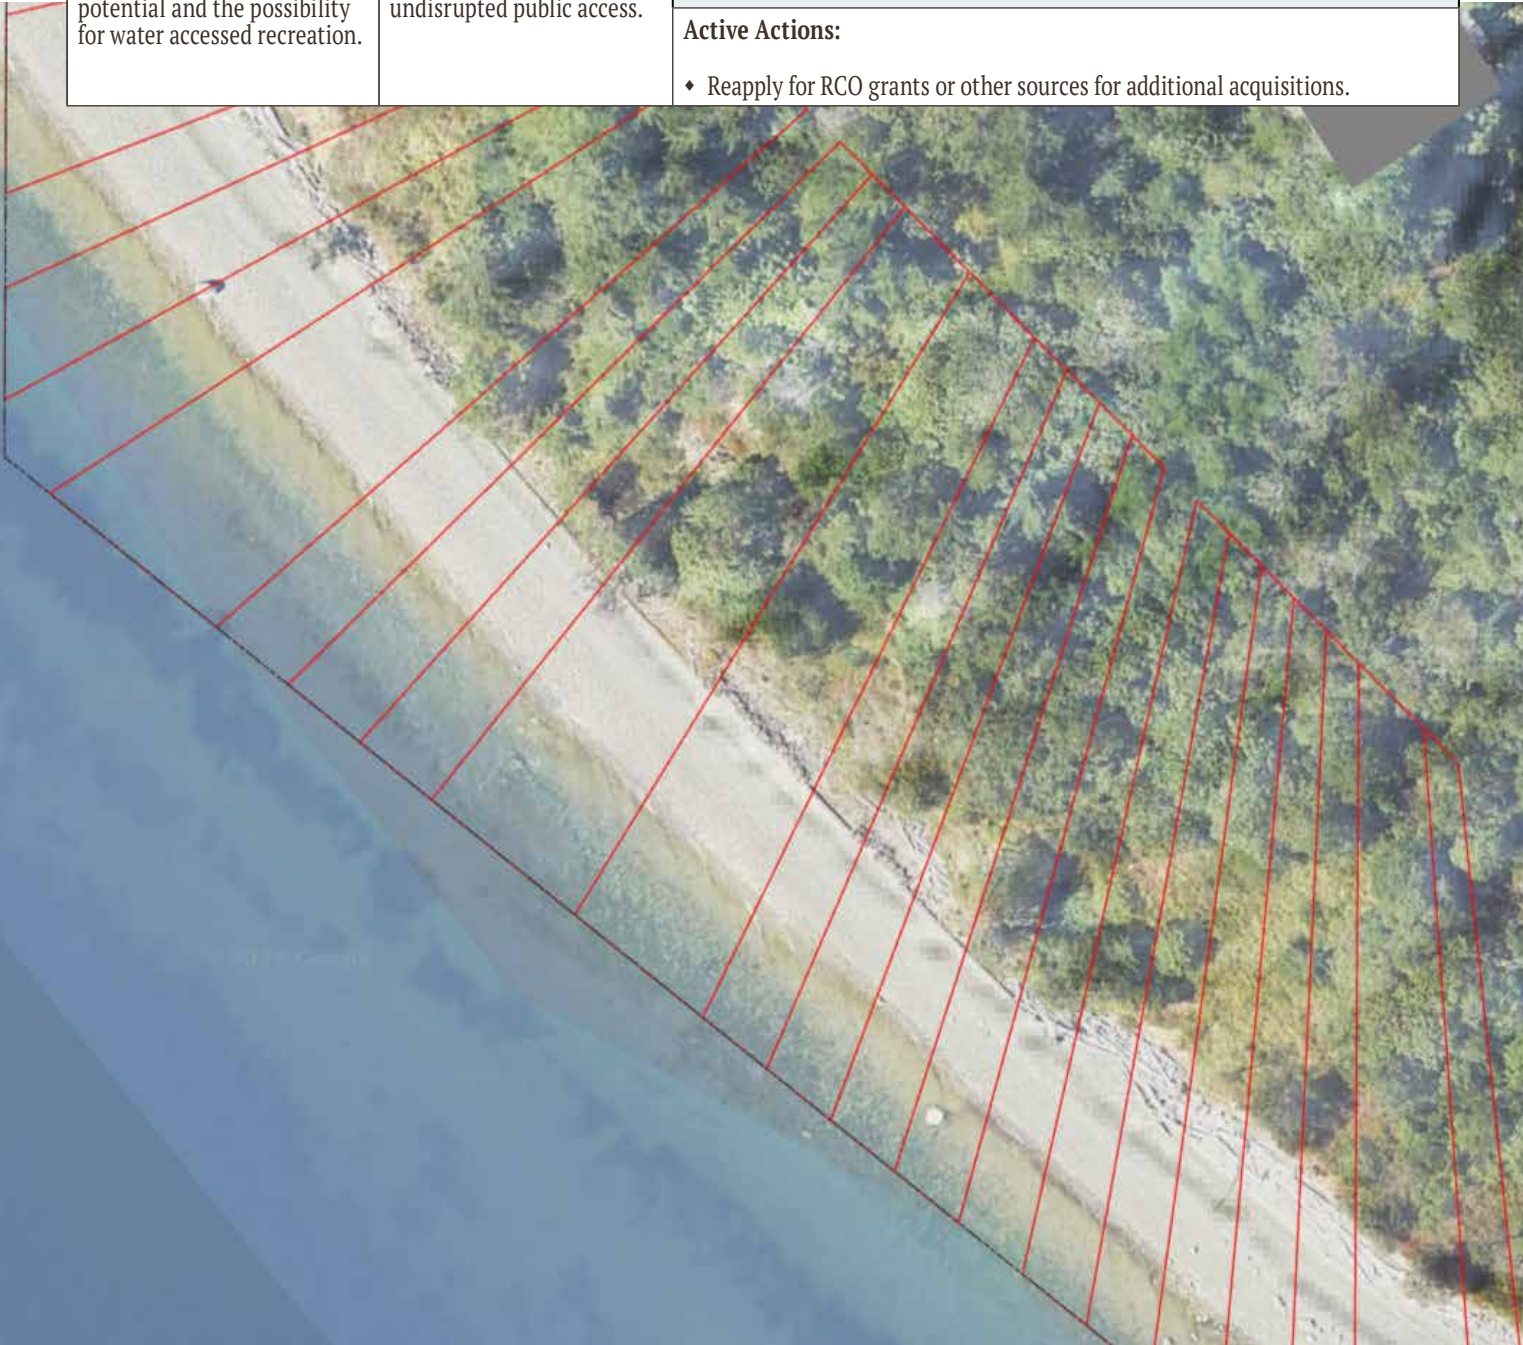 potential and the possibility
for water accessed recreation.
undisrupted public access.
Active Actions:
♦ Reapply for RCO grants or other sources for additional acquisitions.